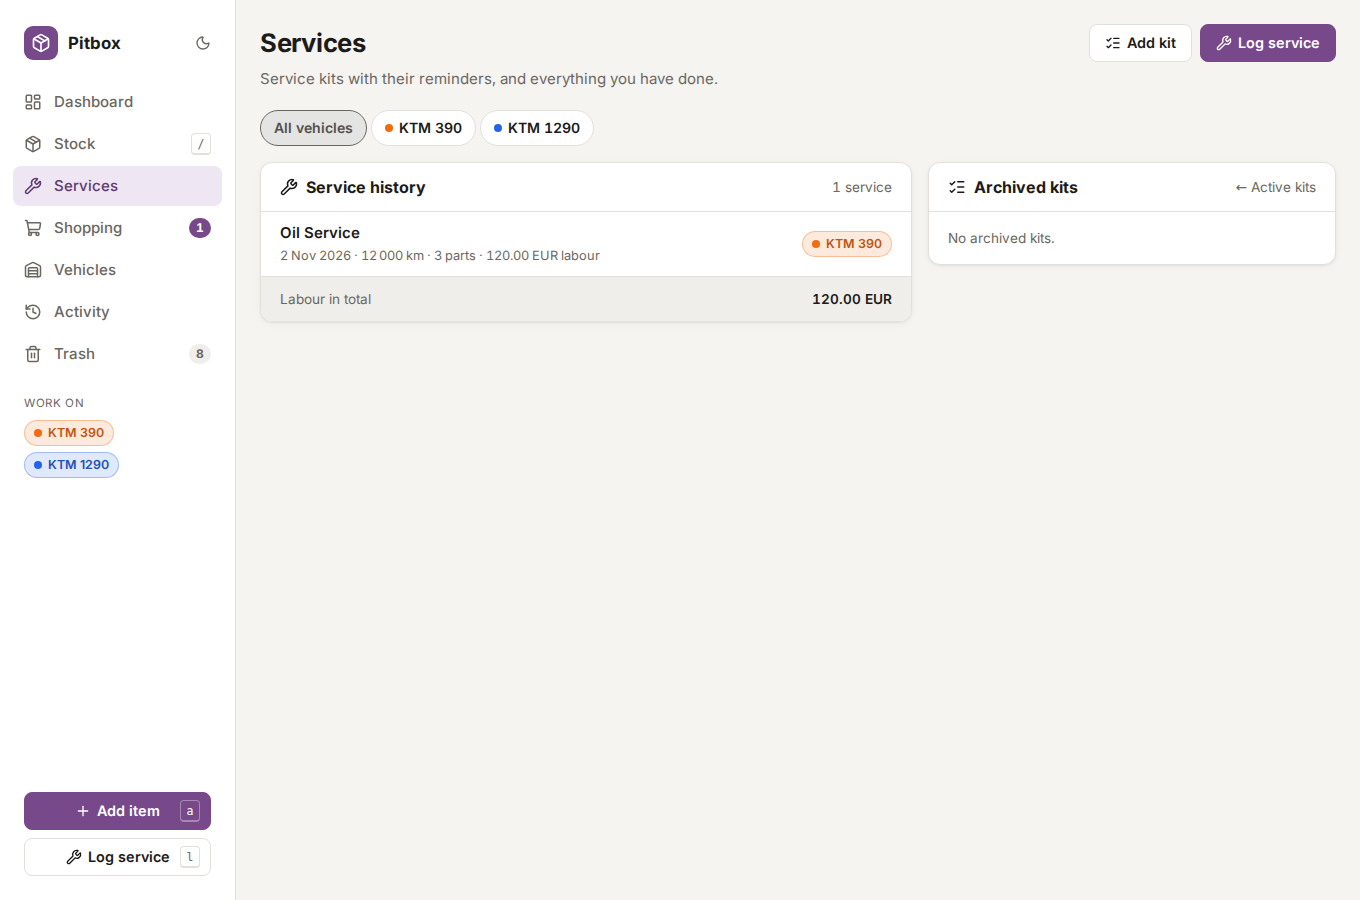 Pitbox
Dashboard
Stock /
Services
Shopping 1
Vehicles
Activity
Trash 8
WORK ON
KTM 390
KTM 1290
Add item a
Log service l
Services
Service kits with their reminders, and everything you have done.
Add kit
Log service
All vehicles KTM 390 KTM 1290
Service history 1 service
Oil Service
2 Nov 2026 · 12 000 km · 3 parts · 120.00 EUR labour
KTM 390
Labour in total 120.00 EUR
Archived kits ← Active kits
No archived kits.